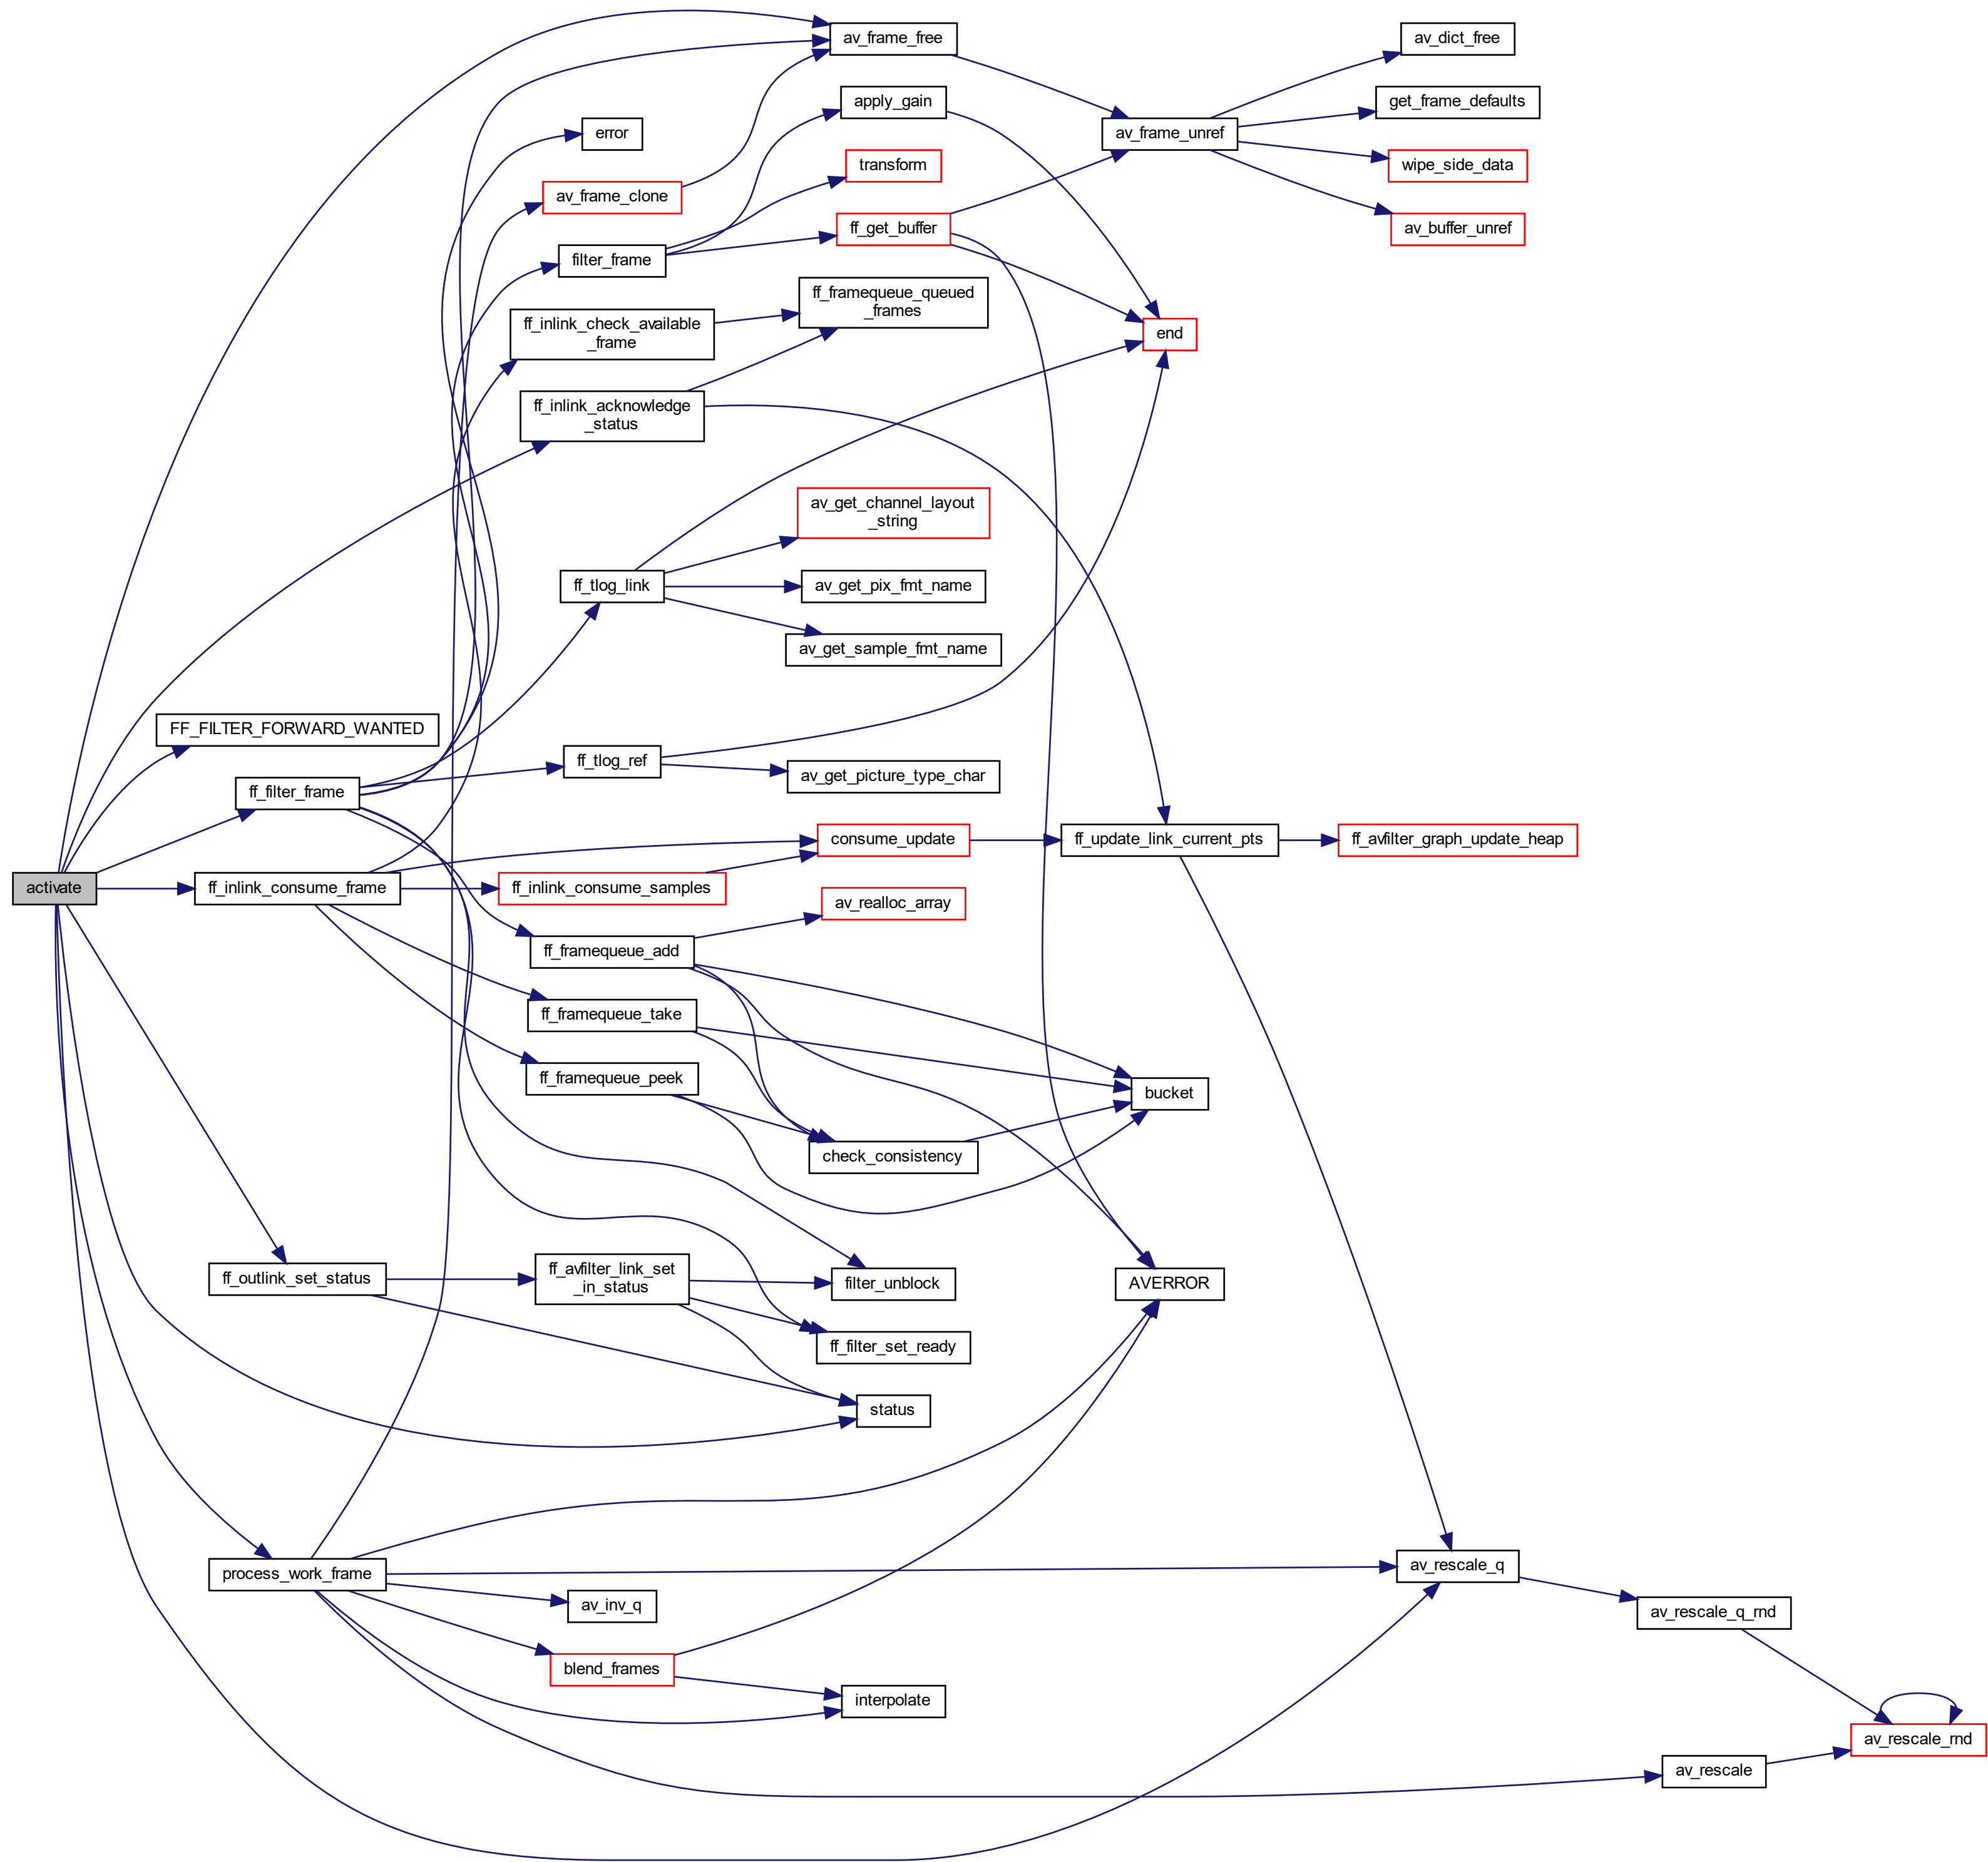 activate
av_frame_free
av_frame_unref
av_dict_free
get_frame_defaults
wipe_side_data
av_buffer_unref
error
apply_gain
transform
av_frame_clone
ff_get_buffer
filter_frame
ff_inlink_check_available
_frame
ff_framequeue_queued
_frames
end
ff_inlink_acknowledge
_status
av_get_channel_layout
_string
ff_tlog_link
av_get_pix_fmt_name
av_get_sample_fmt_name
FF_FILTER_FORWARD_WANTED
ff_filter_frame
ff_tlog_ref
av_get_picture_type_char
consume_update
ff_update_link_current_pts
ff_avfilter_graph_update_heap
ff_inlink_consume_frame
ff_inlink_consume_samples
av_realloc_array
ff_framequeue_add
ff_framequeue_take
ff_framequeue_peek
bucket
check_consistency
ff_outlink_set_status
ff_avfilter_link_set
_in_status
filter_unblock
AVERROR
ff_filter_set_ready
status
process_work_frame
av_rescale_q
av_inv_q
av_rescale_q_rnd
blend_frames
interpolate
av_rescale_rnd
av_rescale